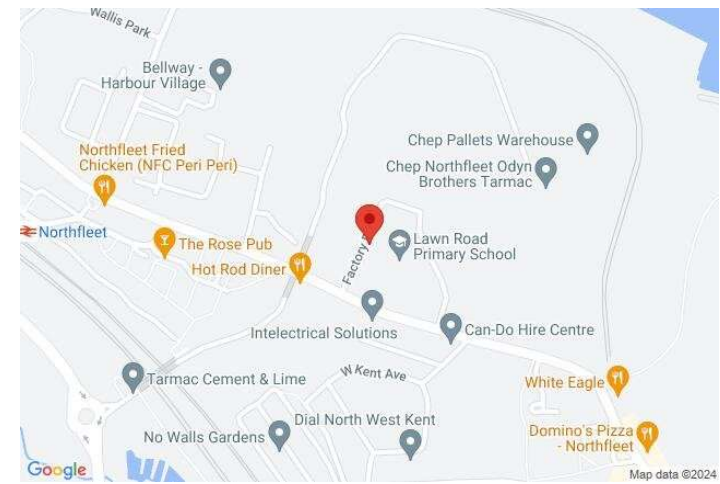 Wallis Park
Bellway -
Harbour Village
Chep Pallets Warehouse
Northfleet Fried
Chicken (NFC Peri Peri)
Chep Northfleet Odyn
Brothers Tarmac
Northfleet
The Rose Pub
Factory
Lawn Road
Primary School
Hot Rod Diner
Intelectrical Solutions
Can-Do Hire Centre
Tarmac Cement & Lime
W Kent Ave
White Eagle
Dial North West Kent
No Walls Gardens
Domino's Pizza
- Northfleet
Google
Map data ©2024